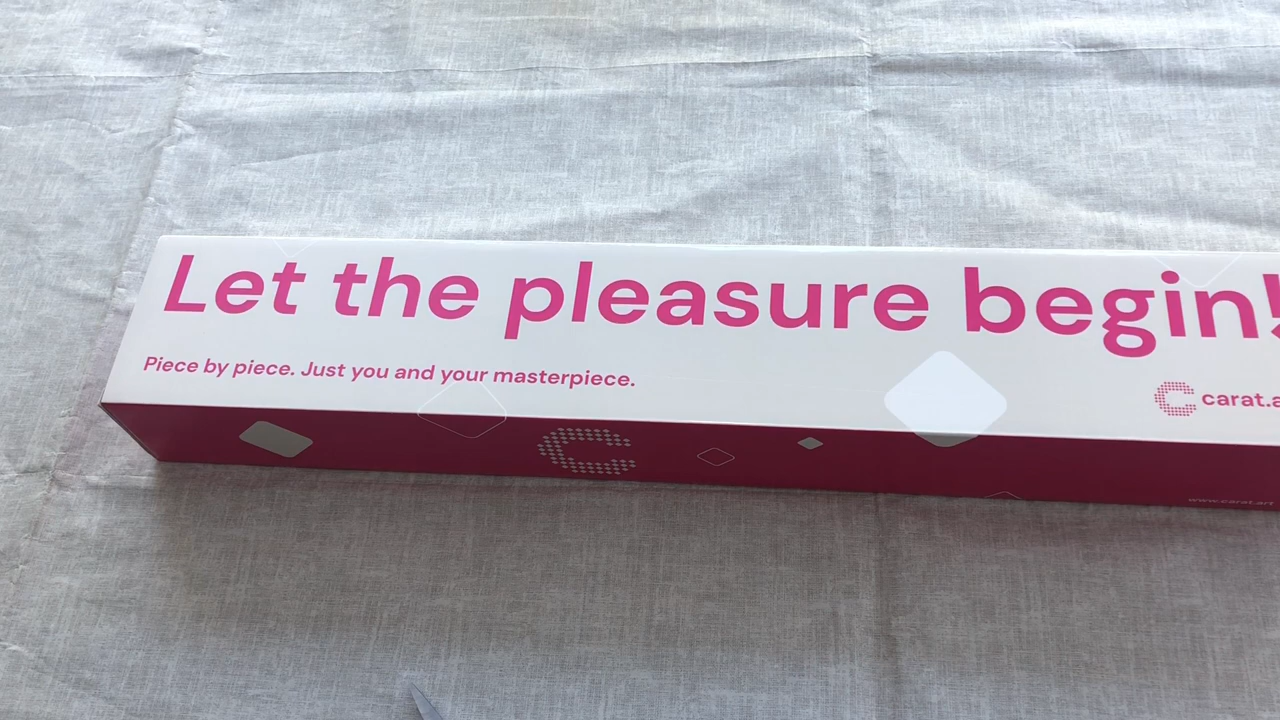 Let the pleasure begin!
Piece by piece. Just you and your masterpiece.
carat.a
www.carat.art